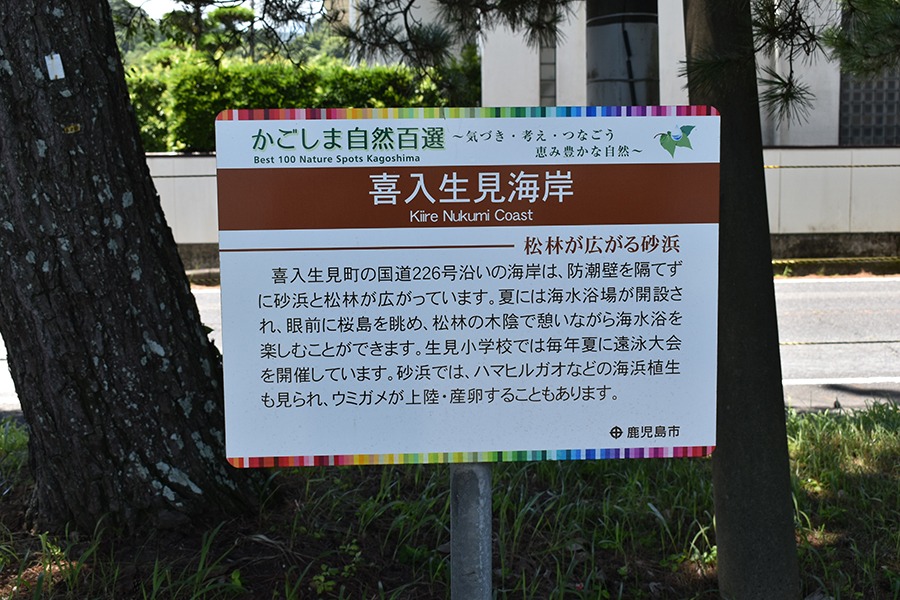 かごしま自然百選 ～気づき・考え・つなごう
Best 100 Nature Spots Kagoshima 恵み豊かな自然～
喜入生見海岸
Kiire Nukumi Coast
松林が広がる砂浜
喜入生見町の国道226号沿いの海岸は、防潮壁を隔てず
に砂浜と松林が広がっています。夏には海水浴場が開設さ
れ、眼前に桜島を眺め、松林の木陰で憩いながら海水浴を
楽しむことができます。生見小学校では毎年夏に遠泳大会
を開催しています。砂浜では、ハマヒルガオなどの海浜植生
も見られ、ウミガメが上陸・産卵することもあります。
鹿児島市